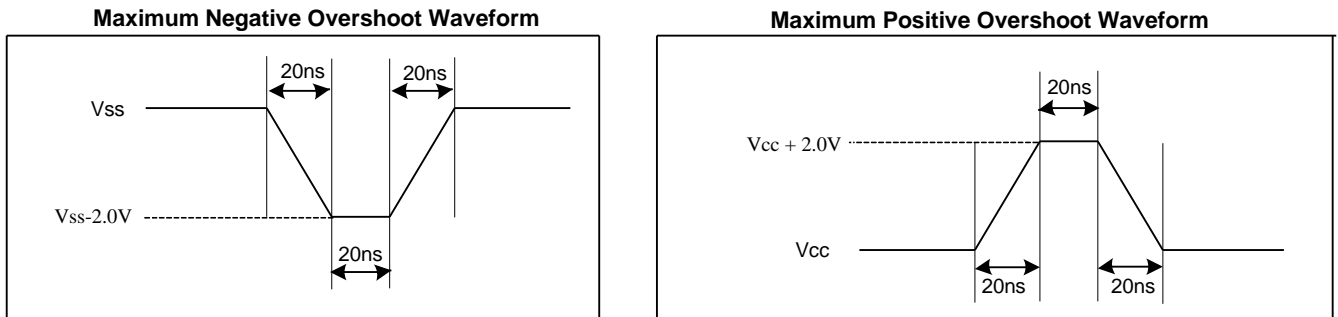 Maximum Negative Overshoot Waveform
20ns
20ns
Vss
Vss-2.0V
20ns
Maximum Positive Overshoot Waveform
20ns
Vcc + 2.0V
Vcc
20ns
20ns